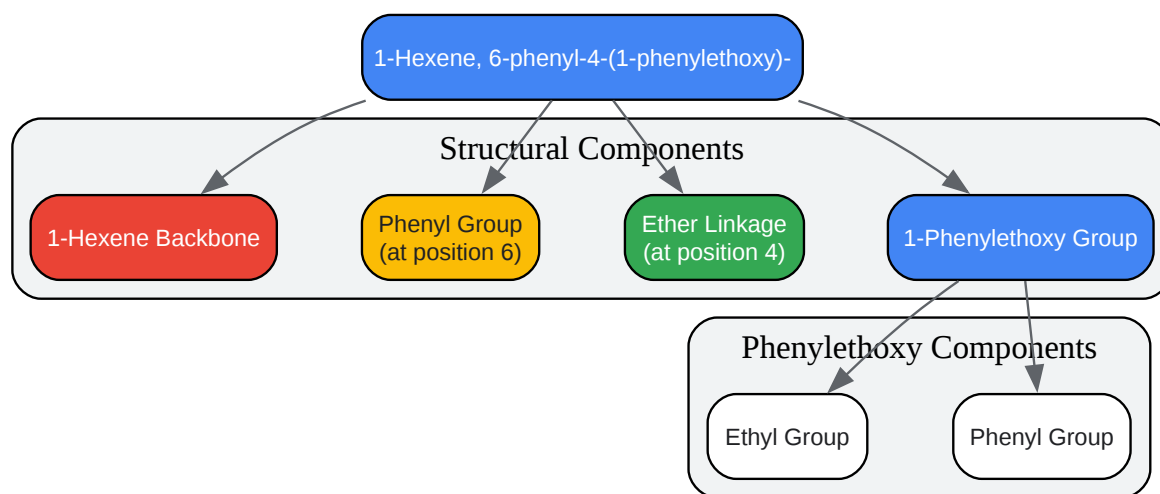 1-Hexene, 6-phenyl-4-(1-phenylethoxy)-
Structural Components
1-Hexene Backbone
Phenyl Group
(at position 6)
Ether Linkage
(at position 4)
1-Phenylethoxy Group
Phenylethoxy Components
Ethyl Group
Phenyl Group